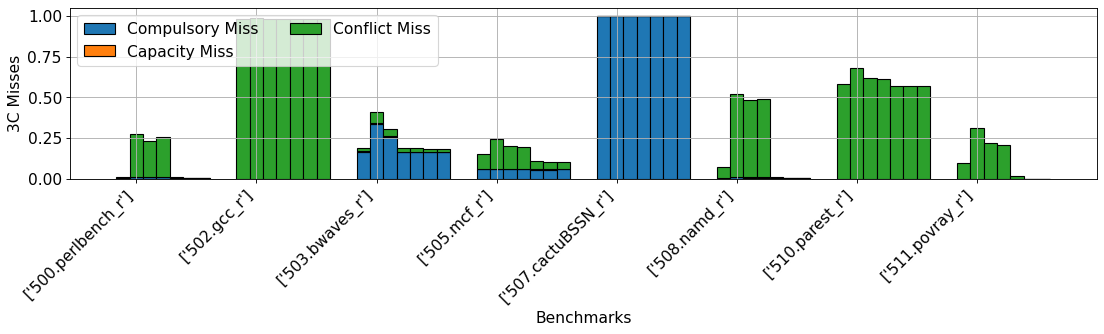 1.00
0.75
0.50
0.25
0.00
3C Misses
Compulsory Miss
Capacity Miss
Conflict Miss
['500.perlbench_r']
['502.gcc_r']
['503.bwaves_r']
['505.mcf_r']
['507.cactuBSSN_r']
['508.namd_r']
['510.parest_r']
['511.povray_r']
Benchmarks